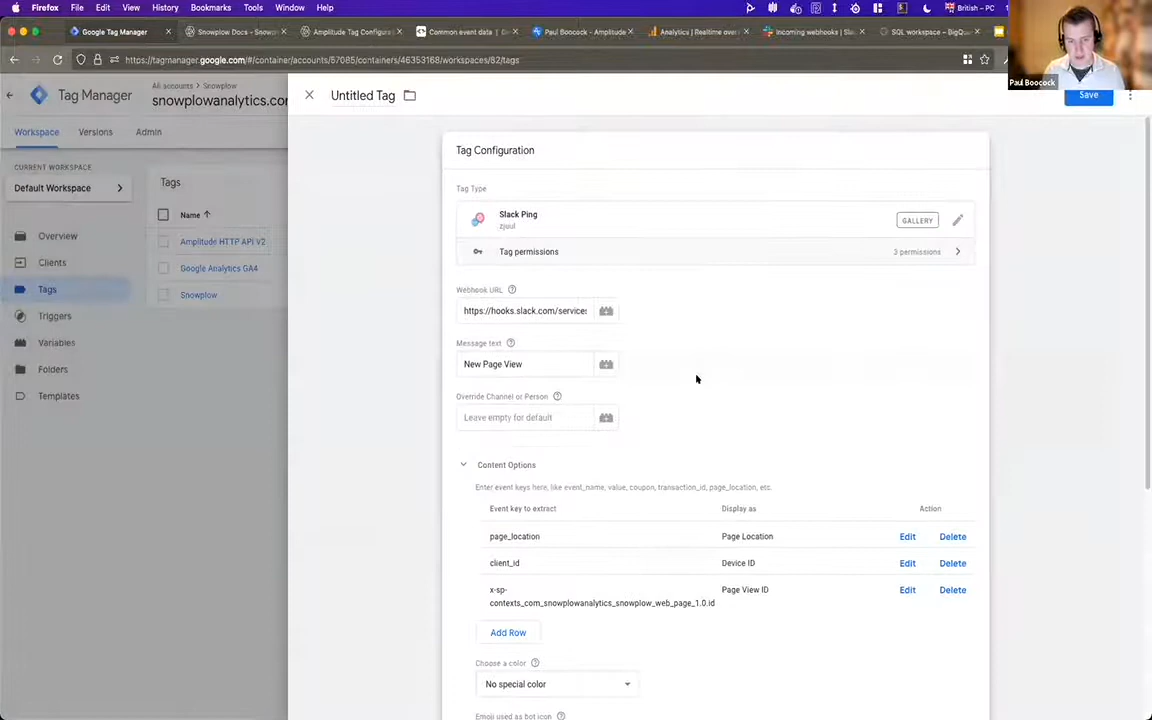 Firefox File Edit View History Bookmarks Tools Window Help British – PC
Google Tag Manager
Snowplow Docs - Snow
Amplitude Tag Configura
Common event data |
Paul Boocock - Amplitude
Analytics | Realtime over
Incoming webhooks | Sla
SQL workspace – BigQu
https://tagmanager.google.com/#/container/accounts/57085/containers/46353168/workspaces/82/tags
Paul Boocock
Tag Manager
All accounts > Snowplow
snowplowanalytics.co
Untitled Tag
Save
Workspace Versions Admin
CURRENT WORKSPACE
Default Workspace
Overview
Clients
Tags
Triggers
Variables
Folders
Templates
Tags
Name
Amplitude HTTP API V2
Google Analytics GA4
Snowplow
Tag Configuration
Tag Type
Slack Ping
zjuul
GALLERY
Tag permissions
3 permissions
Webhook URL
https://hooks.slack.com/service
Message text
New Page View
Override Channel or Person
Leave empty for default
Content Options
Enter event keys here, like event_name, value, coupon, transaction_id, page_location, etc.
Event key to extract Display as Action
page_location Page Location Edit Delete
client_id Device ID Edit Delete
x-sp- Page View ID Edit Delete
contexts_com_snowplowanalytics_snowplow_web_page_1.0.id
Add Row
Choose a color
No special color
Emoji used as bot icon